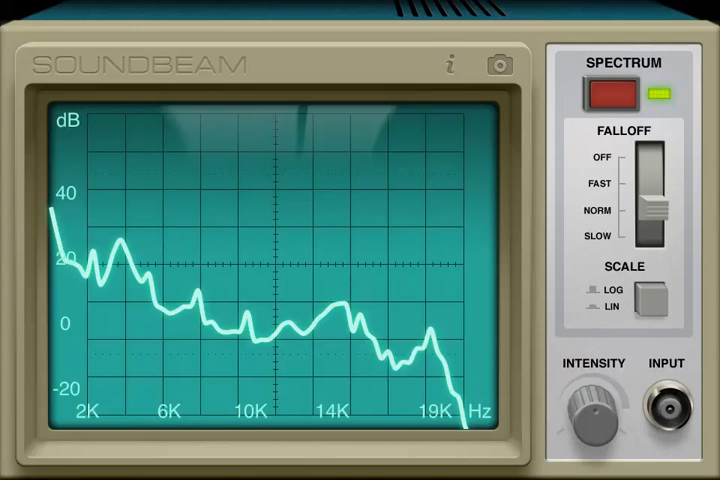 SOUNDBEAM
i
dB
40
20
0
-20
2K 6K 10K 14K 19K Hz
SPECTRUM
FALLOFF
OFF
FAST
NORM
SLOW
SCALE
LOG
LIN
INTENSITY INPUT